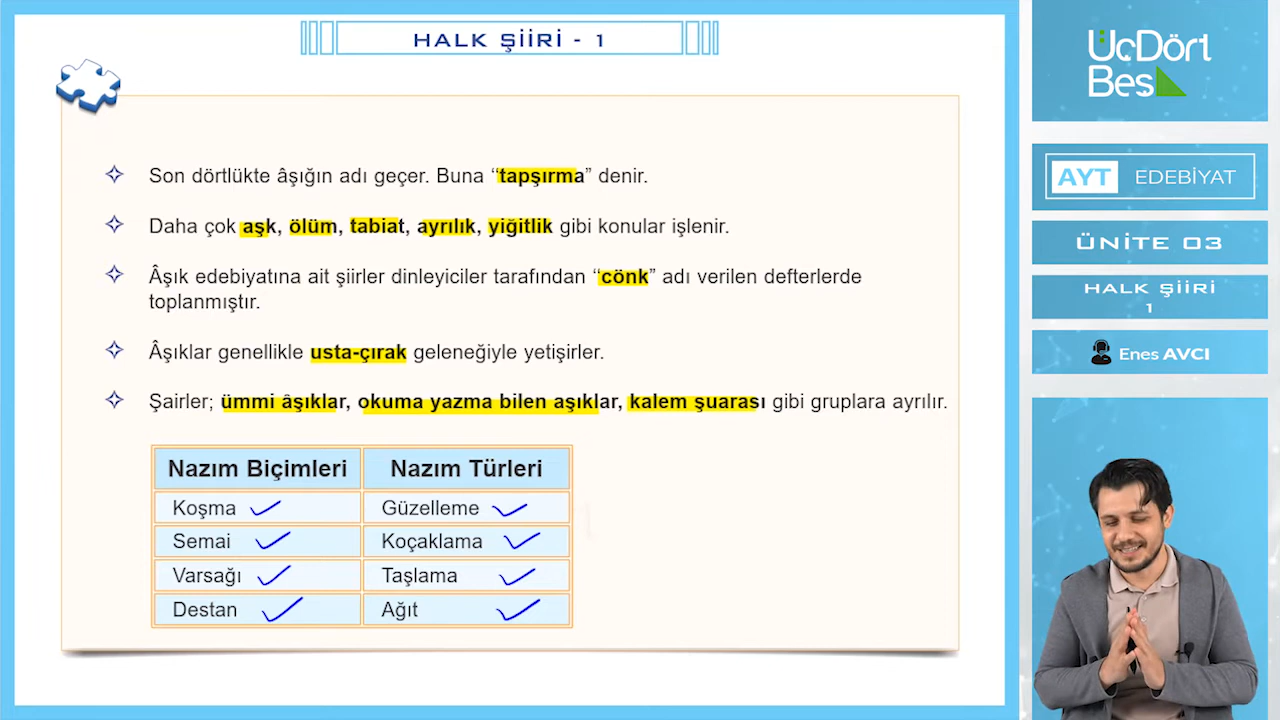 HALK ŞİİRİ - 1
Son dörtlükte âşığın adı geçer. Buna “tapşırma” denir.
Daha çok aşk, ölüm, tabiat, ayrılık, yiğitlik gibi konular işlenir.
Âşık edebiyatına ait şiirler dinleyiciler tarafından “cönk” adı verilen defterlerde
toplanmıştır.
Âşıklar genellikle usta-çırak geleneğiyle yetişirler.
Şairler; ümmi âşıklar, okuma yazma bilen aşıklar, kalem şuarası gibi gruplara ayrılır.
Nazım Biçimleri Nazım Türleri
Koşma Güzelleme
Semai Koçaklama
Varsağı Taşlama
Destan Ağıt
ÜçDört
Beş
AYT EDEBİYAT
ÜNİTE 03
HALK ŞİİRİ
1
Enes AVCI